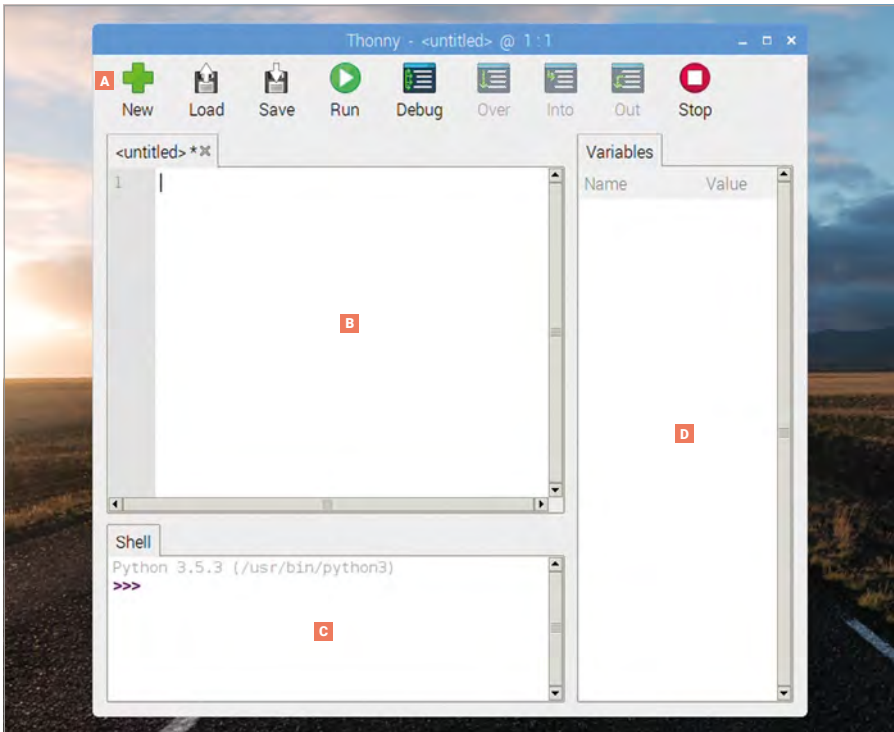 Thonny - <untitled> @ 1 : 1
A
New Load Save Run Debug Over Into Out Stop
<untitled> *
Variables
1
Name Value
B
D
Shell
Python 3.5.3 (/usr/bin/python3)
>>>
C